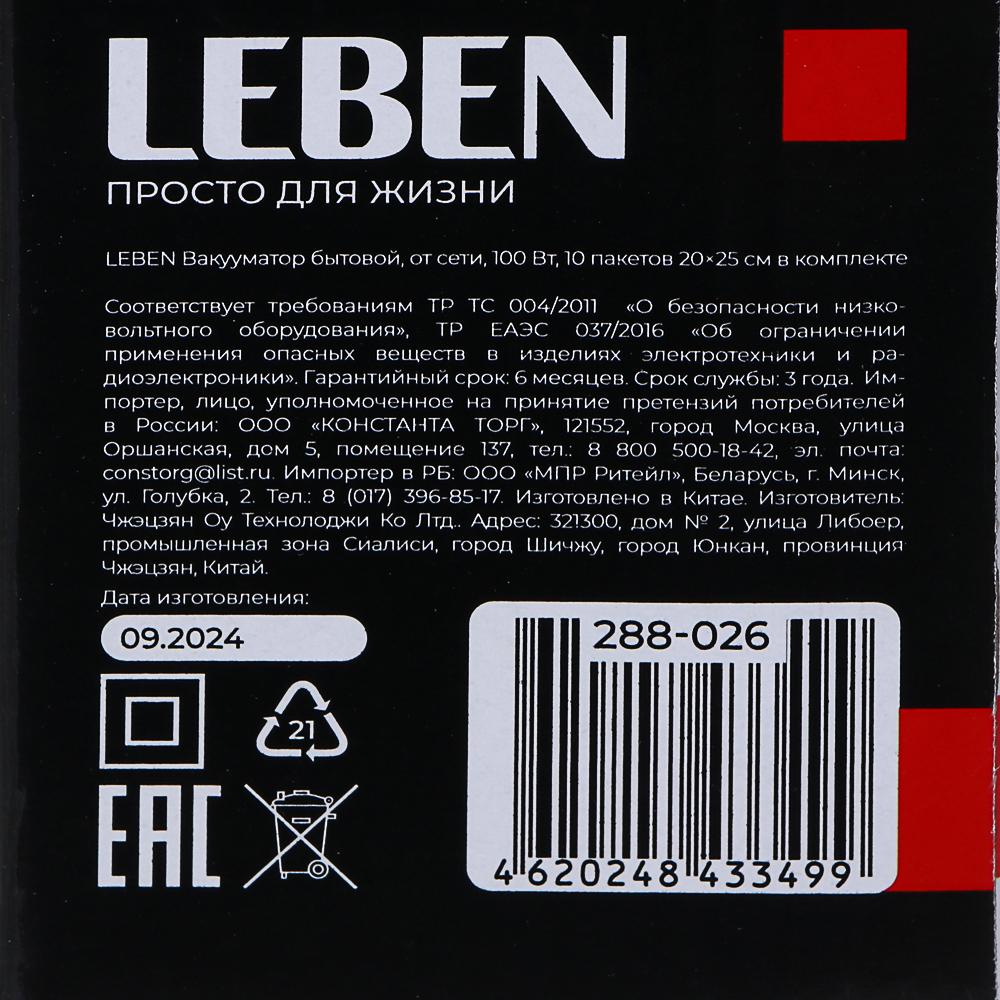 LEBEN
ПРОСТО ДЛЯ ЖИЗНИ
LEBEN Вакууматор бытовой, от сети, 100 Вт, 10 пакетов 20×25 см в комплекте
Соответствует требованиям ТР ТС 004/2011 «О безопасности низко-
вольтного оборудования», ТР ЕАЭС 037/2016 «Об ограничении
применения опасных веществ в изделиях электротехники и ра-
диоэлектроники». Гарантийный срок: 6 месяцев. Срок службы: 3 года. Им-
портер, лицо, уполномоченное на принятие претензий потребителей
в России: ООО «КОНСТАНТА ТОРГ», 121552, город Москва, улица
Оршанская, дом 5, помещение 137, тел.: 8 800 500-18-42, эл. почта:
constorg@list.ru. Импортер в РБ: ООО «МПР Ритейл», Беларусь, г. Минск,
ул. Голубка, 2. Тел.: 8 (017) 396-85-17. Изготовлено в Китае. Изготовитель:
Чжэцзян Оу Технолоджи Ко Лтд.. Адрес: 321300, дом № 2, улица Либоер,
промышленная зона Сиалиси, город Шичжу, город Юнкан, провинция
Чжэцзян, Китай.
Дата изготовления:
09.2024
288-026
21
EAC
4 620248 433499